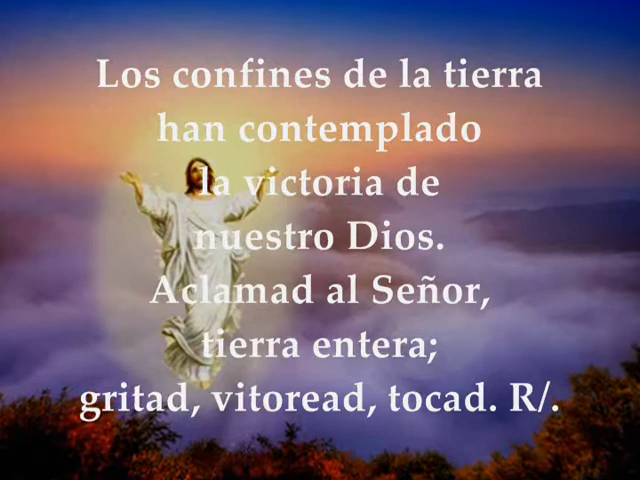 Los confines de la tierra
han contemplado
la victoria de
nuestro Dios.
Aclamad al Señor,
tierra entera;
gritad, vitoread, tocad. R/.